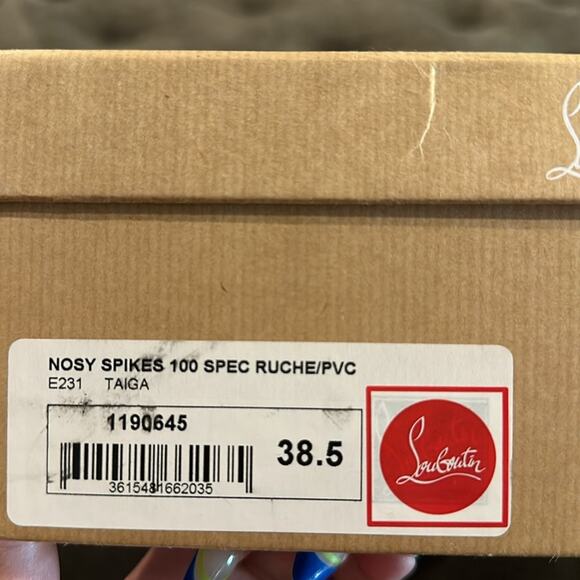 NOSY SPIKES 100 SPEC RUCHE/PVC
E231 TAIGA
1190645
38.5
3615481662035
Louboutin